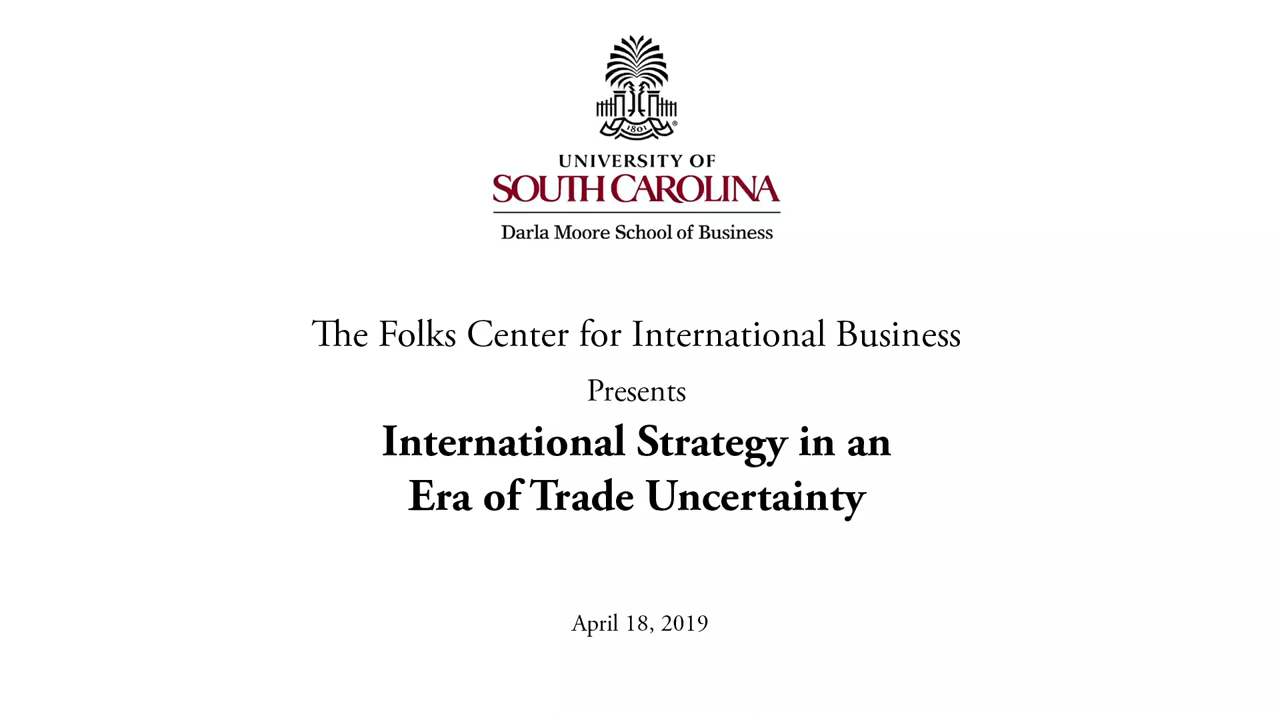 1801
®
UNIVERSITY OF
SOUTH CAROLINA
Darla Moore School of Business
The Folks Center for International Business
Presents
International Strategy in an
Era of Trade Uncertainty
April 18, 2019